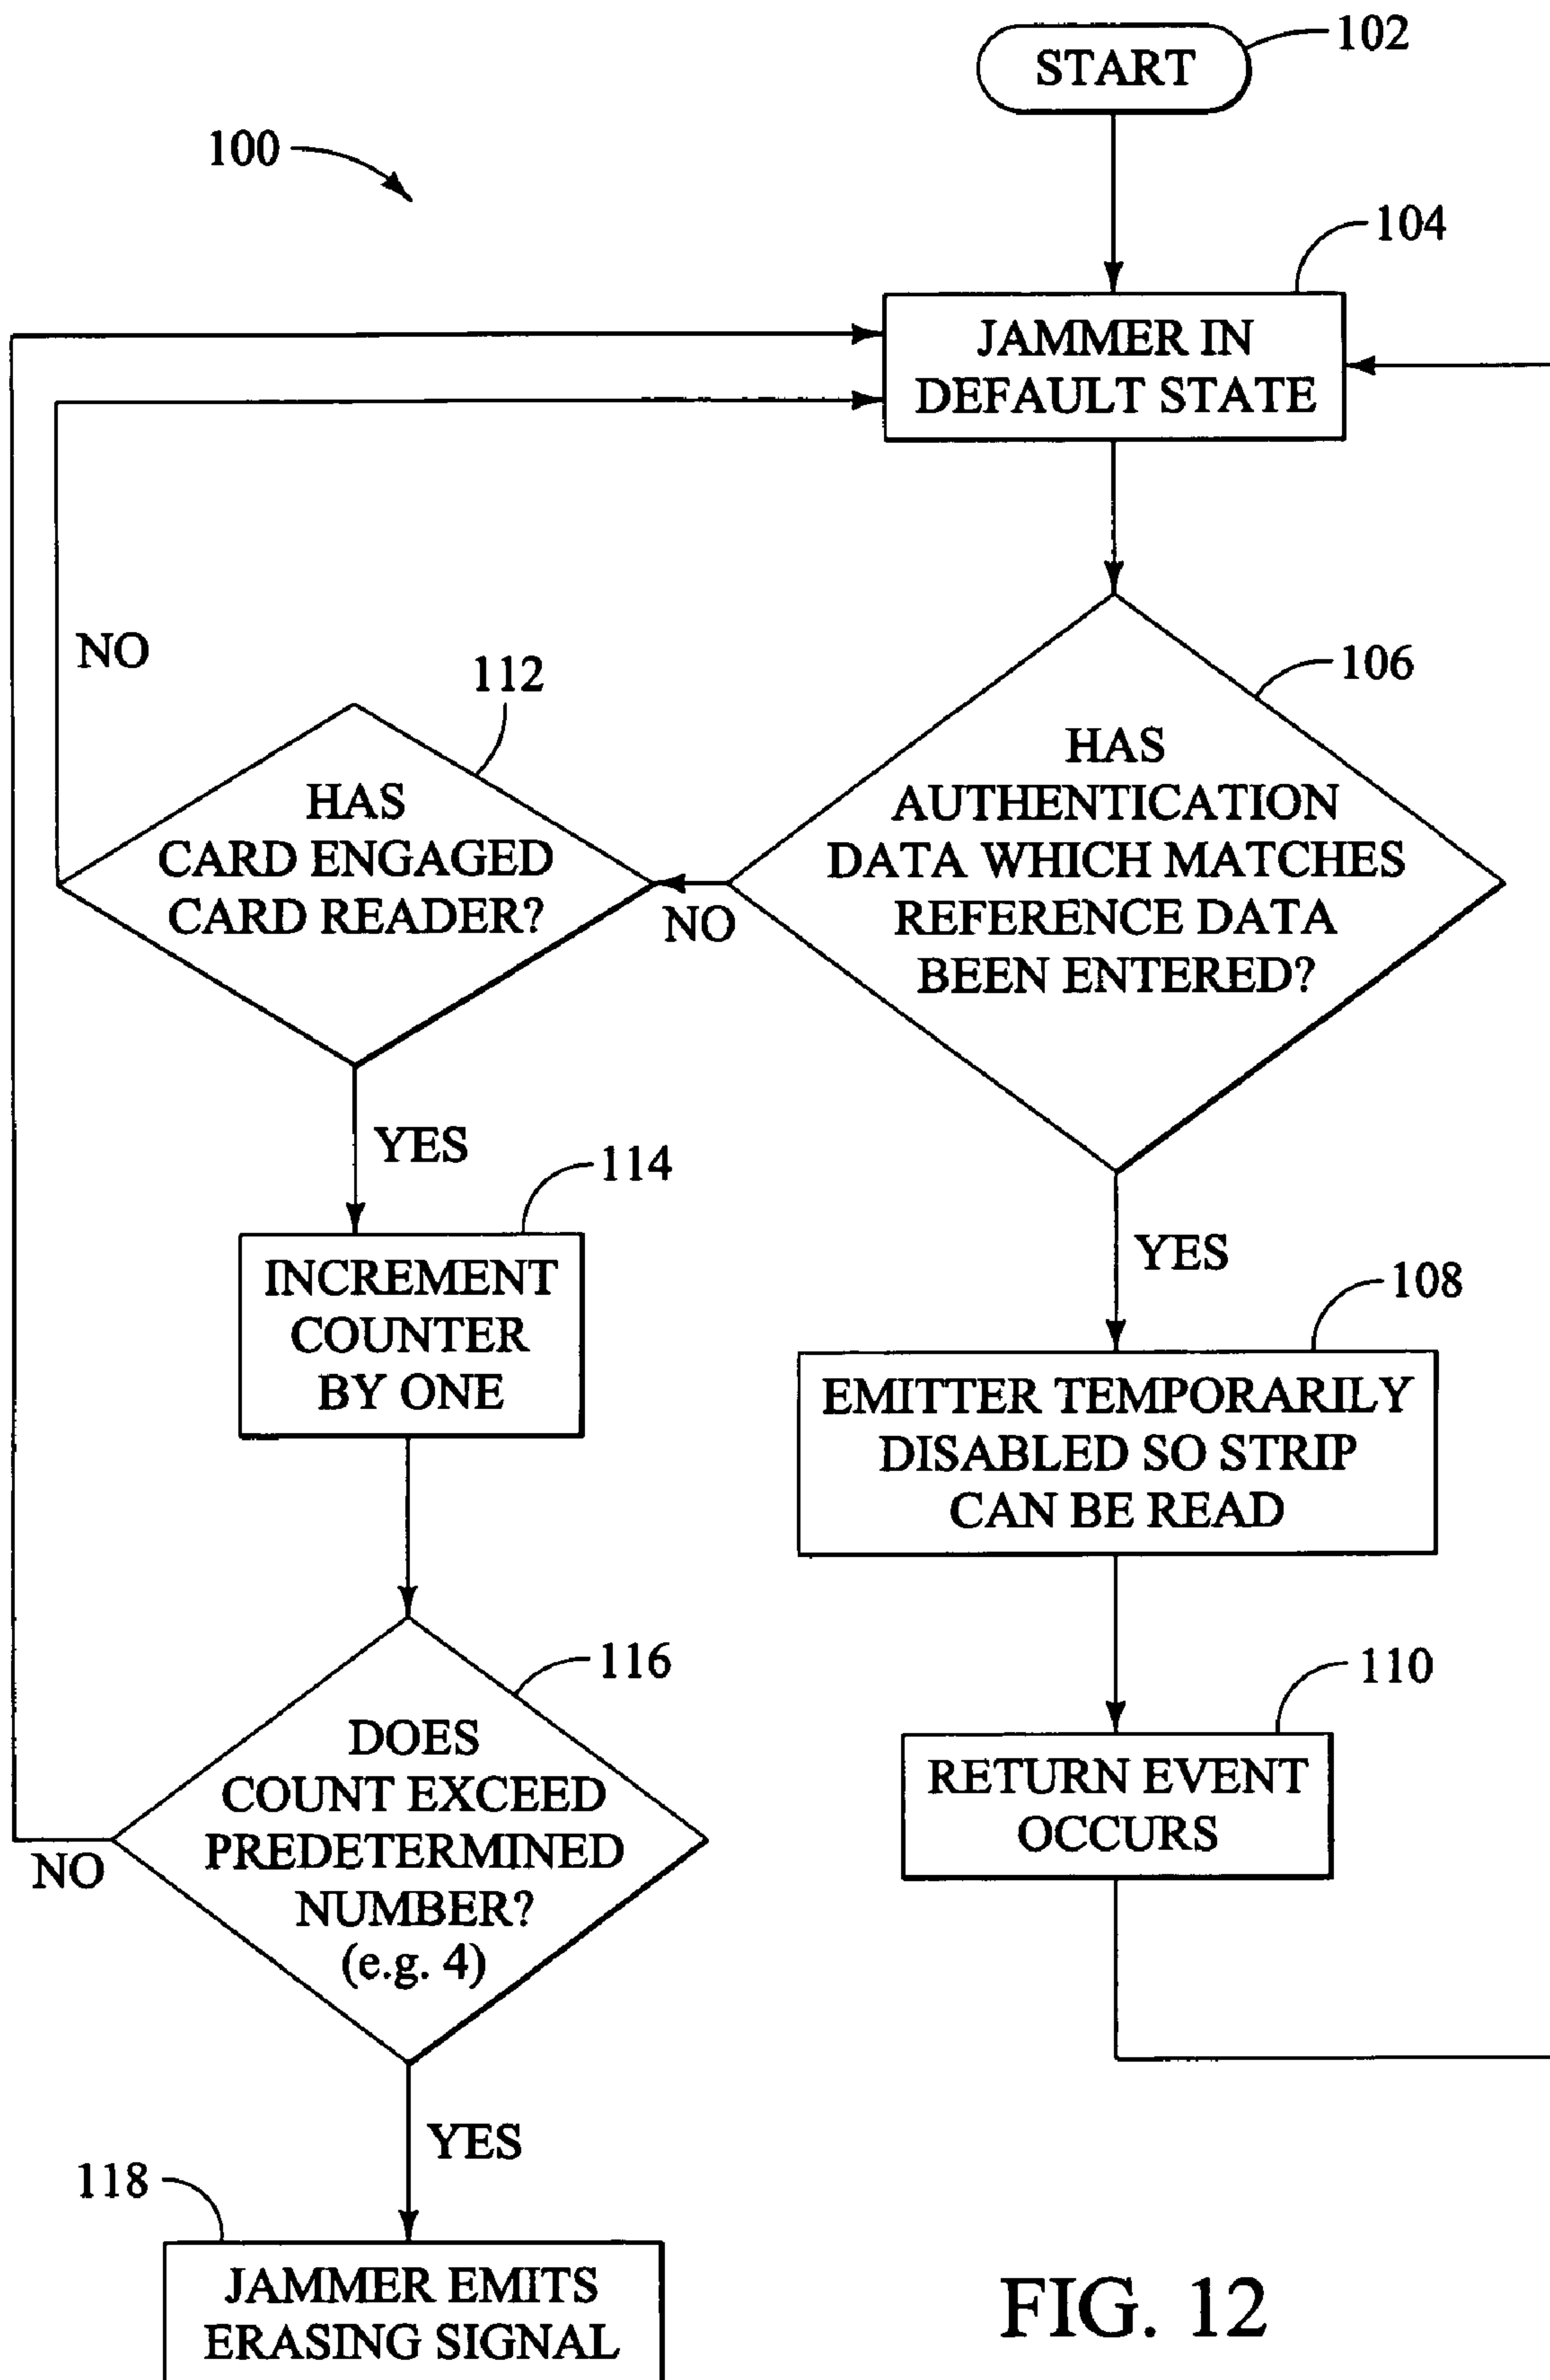 START
102
100
104
JAMMER IN
DEFAULT STATE
NO
112
106
HAS
CARD ENGAGED
CARD READER?
NO
HAS
AUTHENTICATION
DATA WHICH MATCHES
REFERENCE DATA
BEEN ENTERED?
YES
114
INCREMENT
COUNTER
BY ONE
YES
108
EMITTER TEMPORARILY
DISABLED SO STRIP
CAN BE READ
116
DOES
COUNT EXCEED
PREDETERMINED
NUMBER?
(e.g. 4)
NO
110
RETURN EVENT
OCCURS
YES
118
JAMMER EMITS
ERASING SIGNAL
FIG. 12